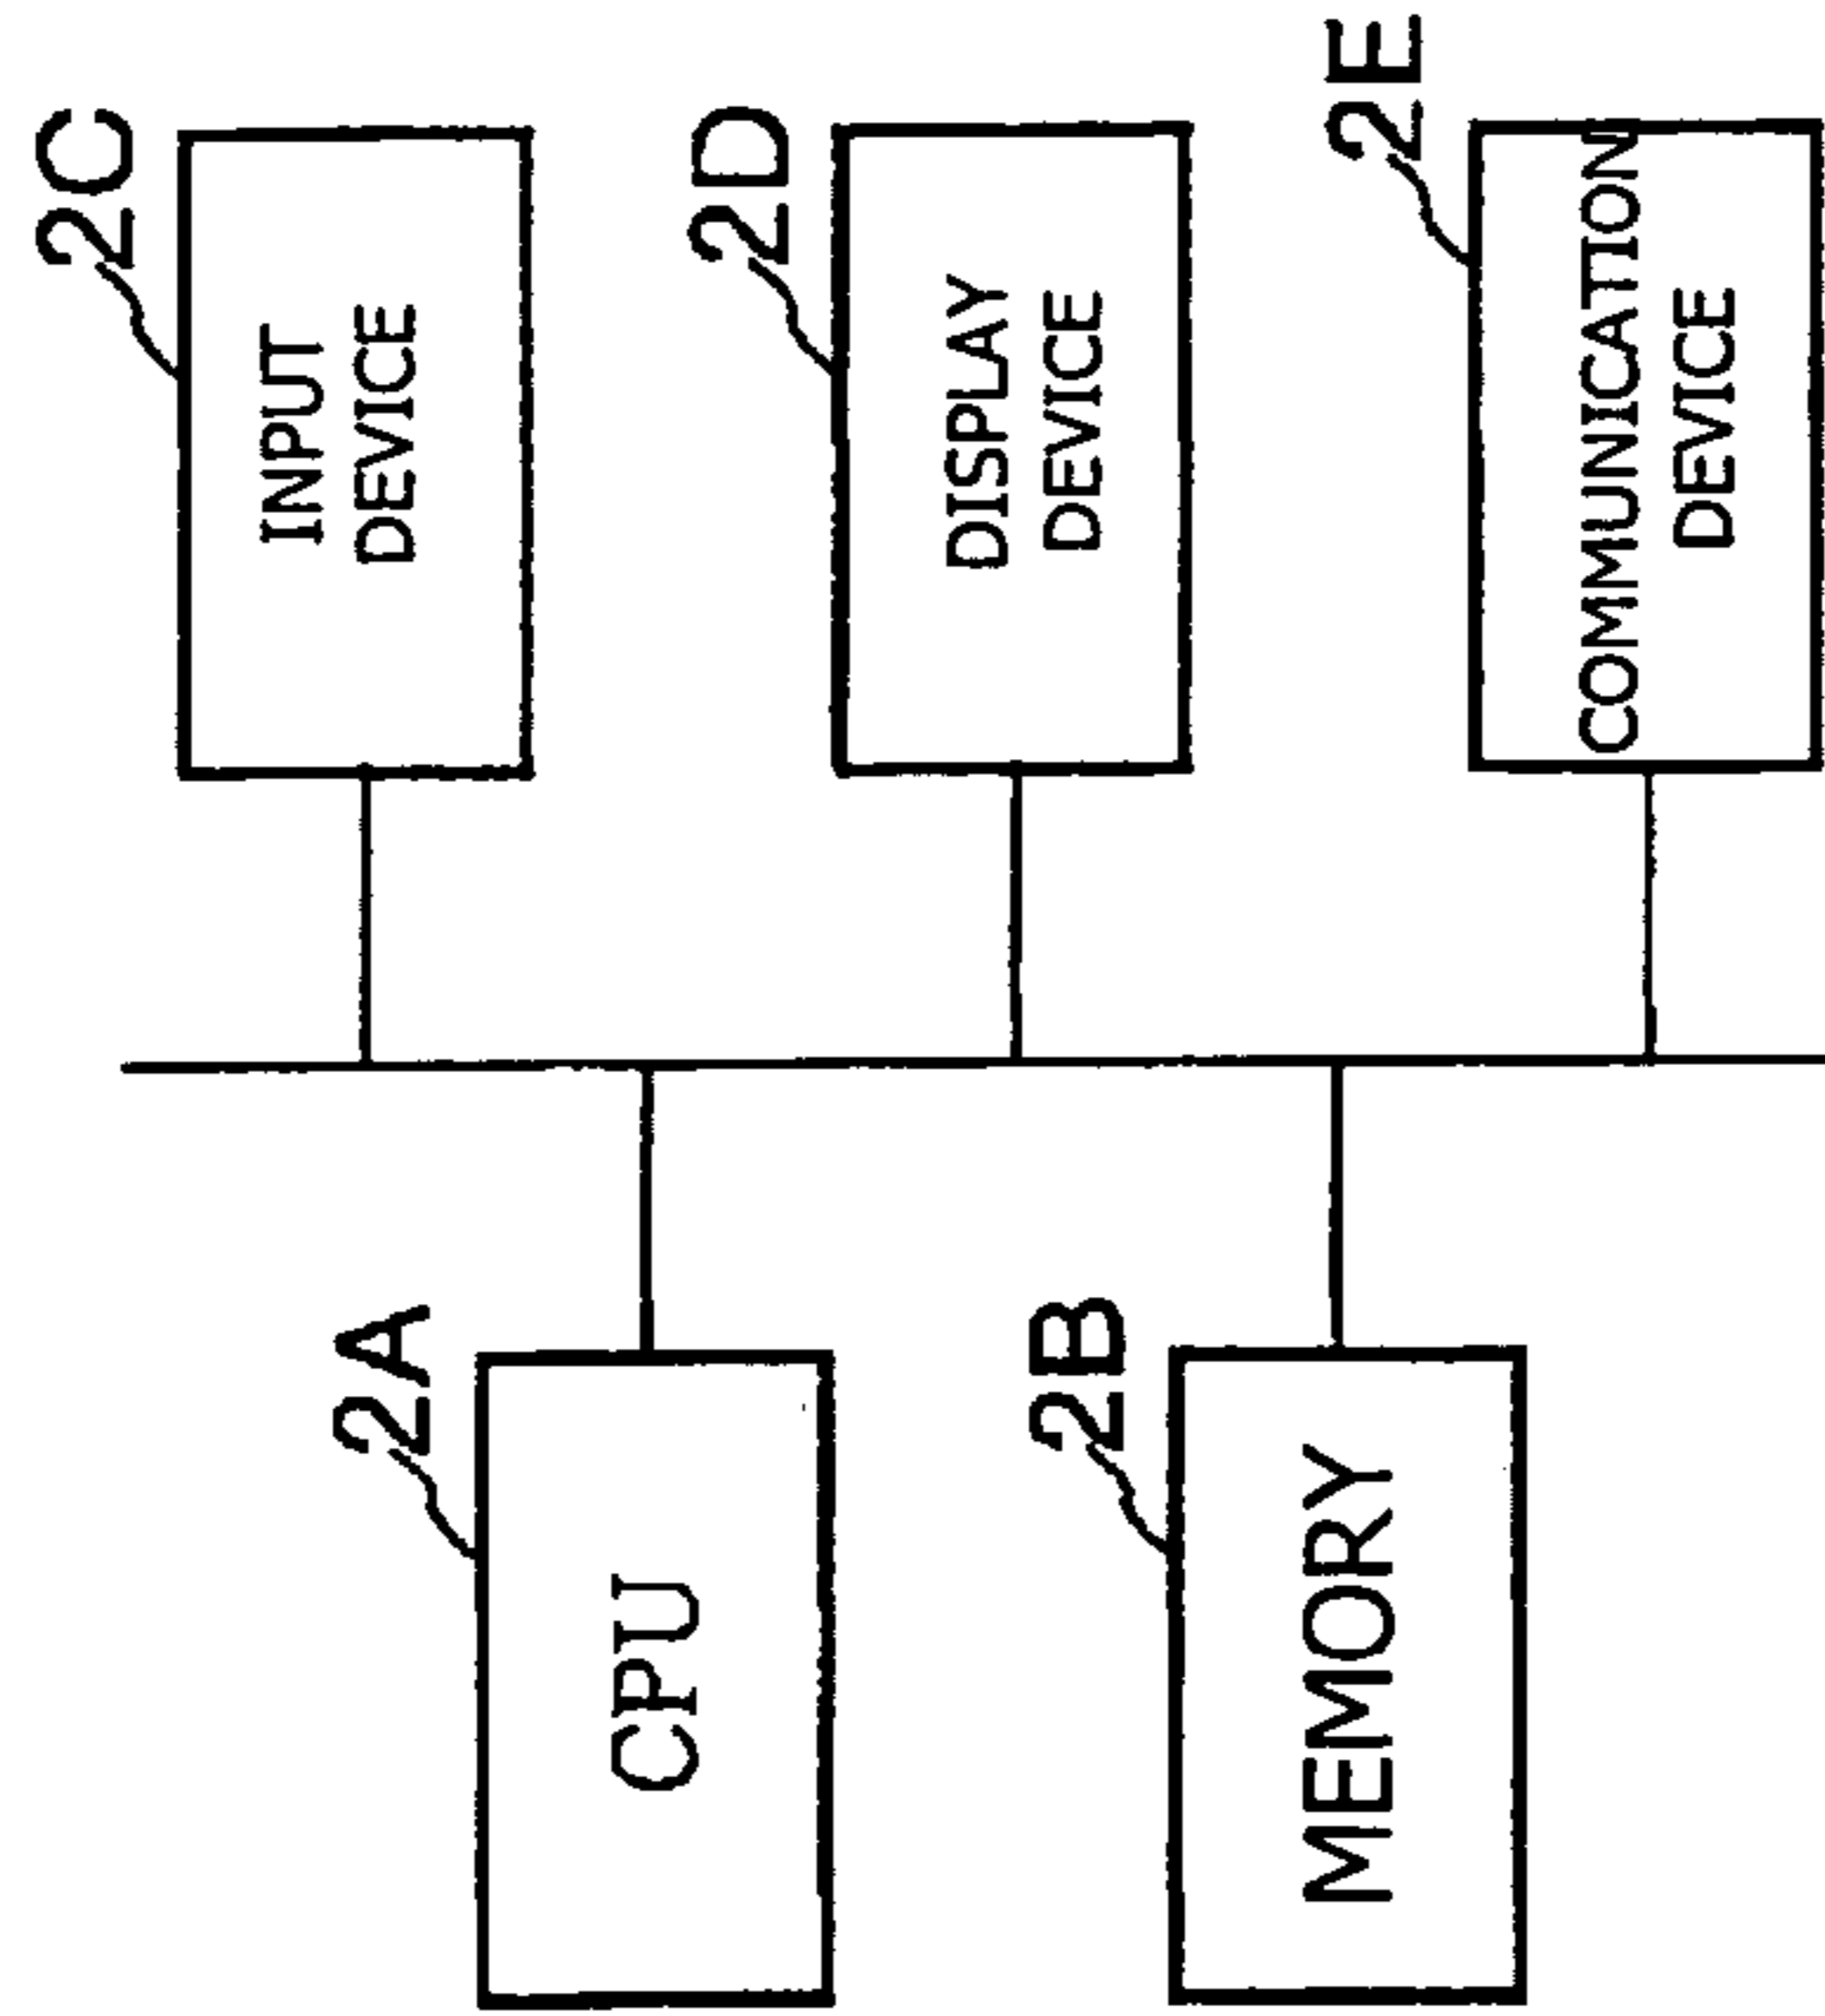 2A
CPU
2B
MEMORY
2C
INPUT
DEVICE
2D
DISPLAY
DEVICE
2E
COMMUNICATION
DEVICE